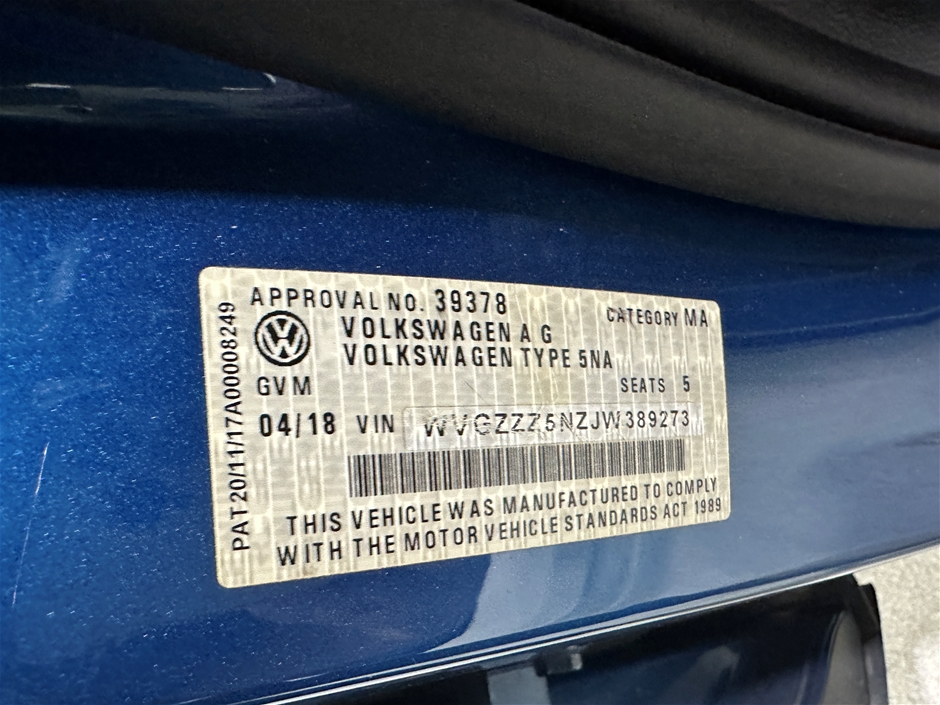 APPROVAL NO. 39378
CATEGORY MA
VOLKSWAGEN A G
VOLKSWAGEN TYPE 5NA
GVM
SEATS 5
04/18 VIN WVGZZZ5NZJW389273
THIS VEHICLE WAS MANUFACTURED TO COMPLY
WITH THE MOTOR VEHICLE STANDARDS ACT 1989
PAT20/11/17A00008249